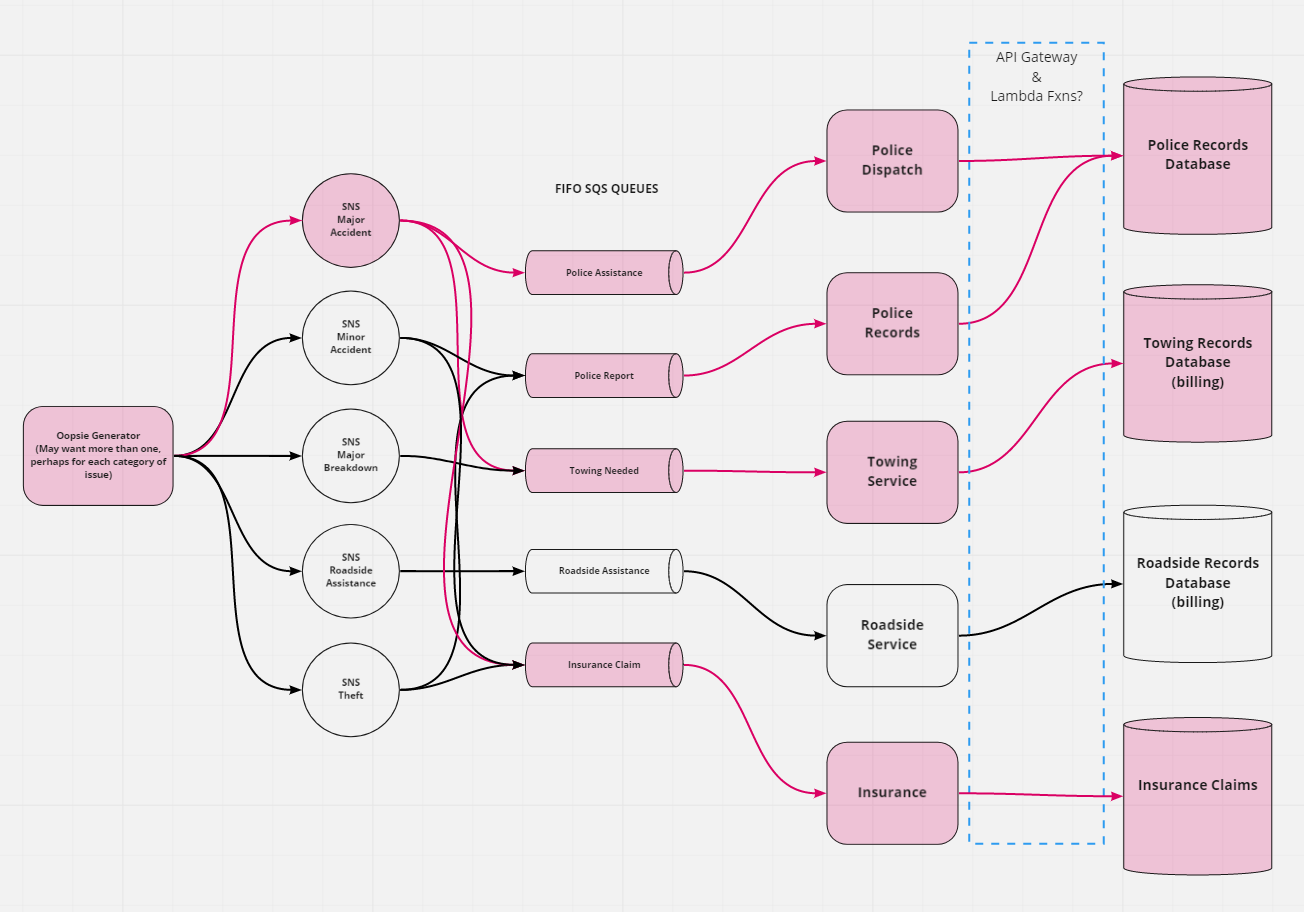 API Gateway
&
Lambda Fxns?
Police
Dispatch
Police Records
Database
FIFO SQS QUEUES
SNS
Major
Accident
Police Assistance
SNS
Minor
Accident
Police
Records
Towing Records
Database
(billing)
Police Report
Oopsie Generator
(May want more than one,
perhaps for each category of
issue)
SNS
Major
Breakdown
Towing Needed
Towing
Service
SNS
Roadside
Assistance
Roadside Assistance
Roadside Records
Database
(billing)
Roadside
Service
SNS
Theft
Insurance Claim
Insurance
Insurance Claims